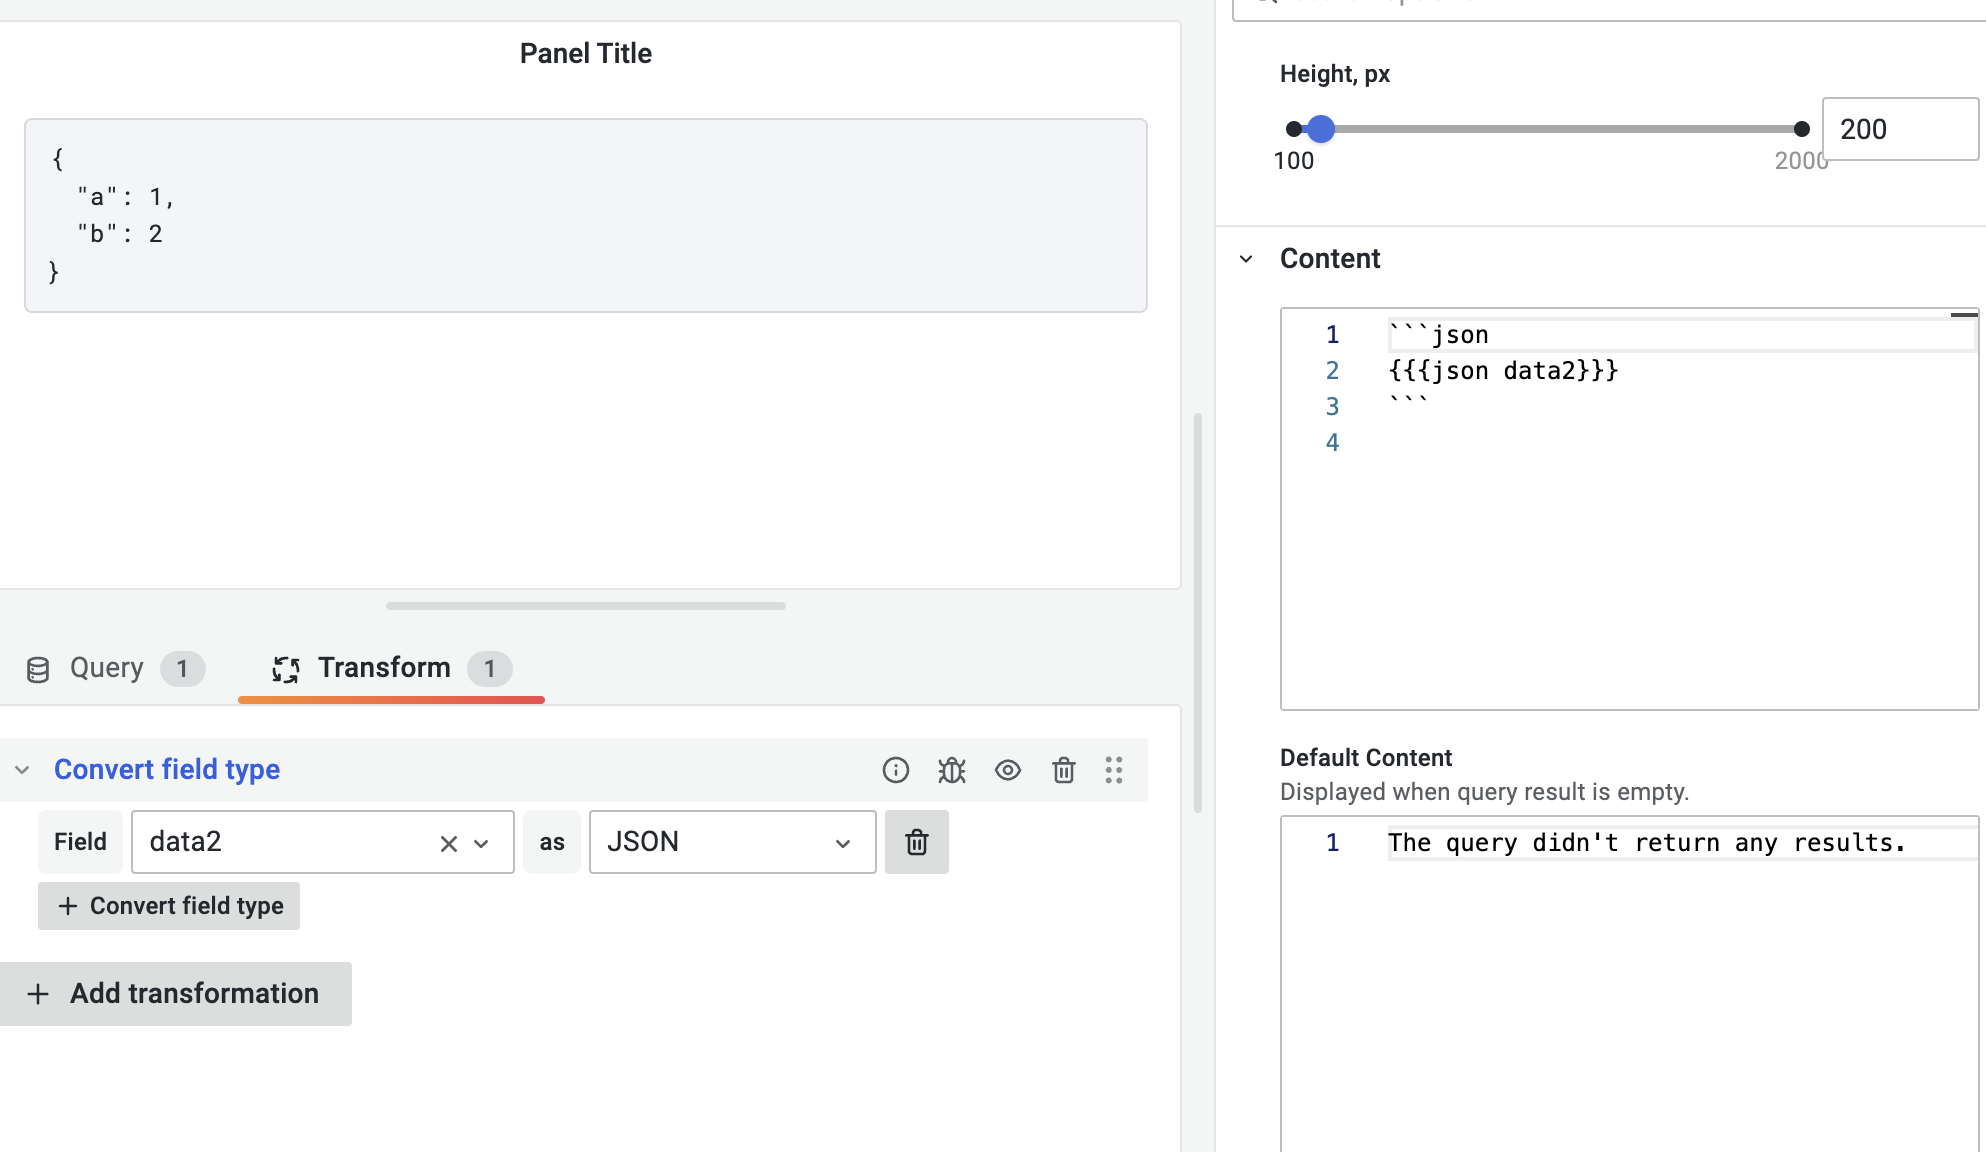 Panel Title
{
"a": 1,
"b": 2
}
Query 1
Transform 1
Convert field type
Field data2 as JSON
+ Convert field type
+ Add transformation
Height, px
200
100
2000
Content
1 ```json
2 {{{json data2}}}
3 ```
4
Default Content
Displayed when query result is empty.
1 The query didn't return any results.